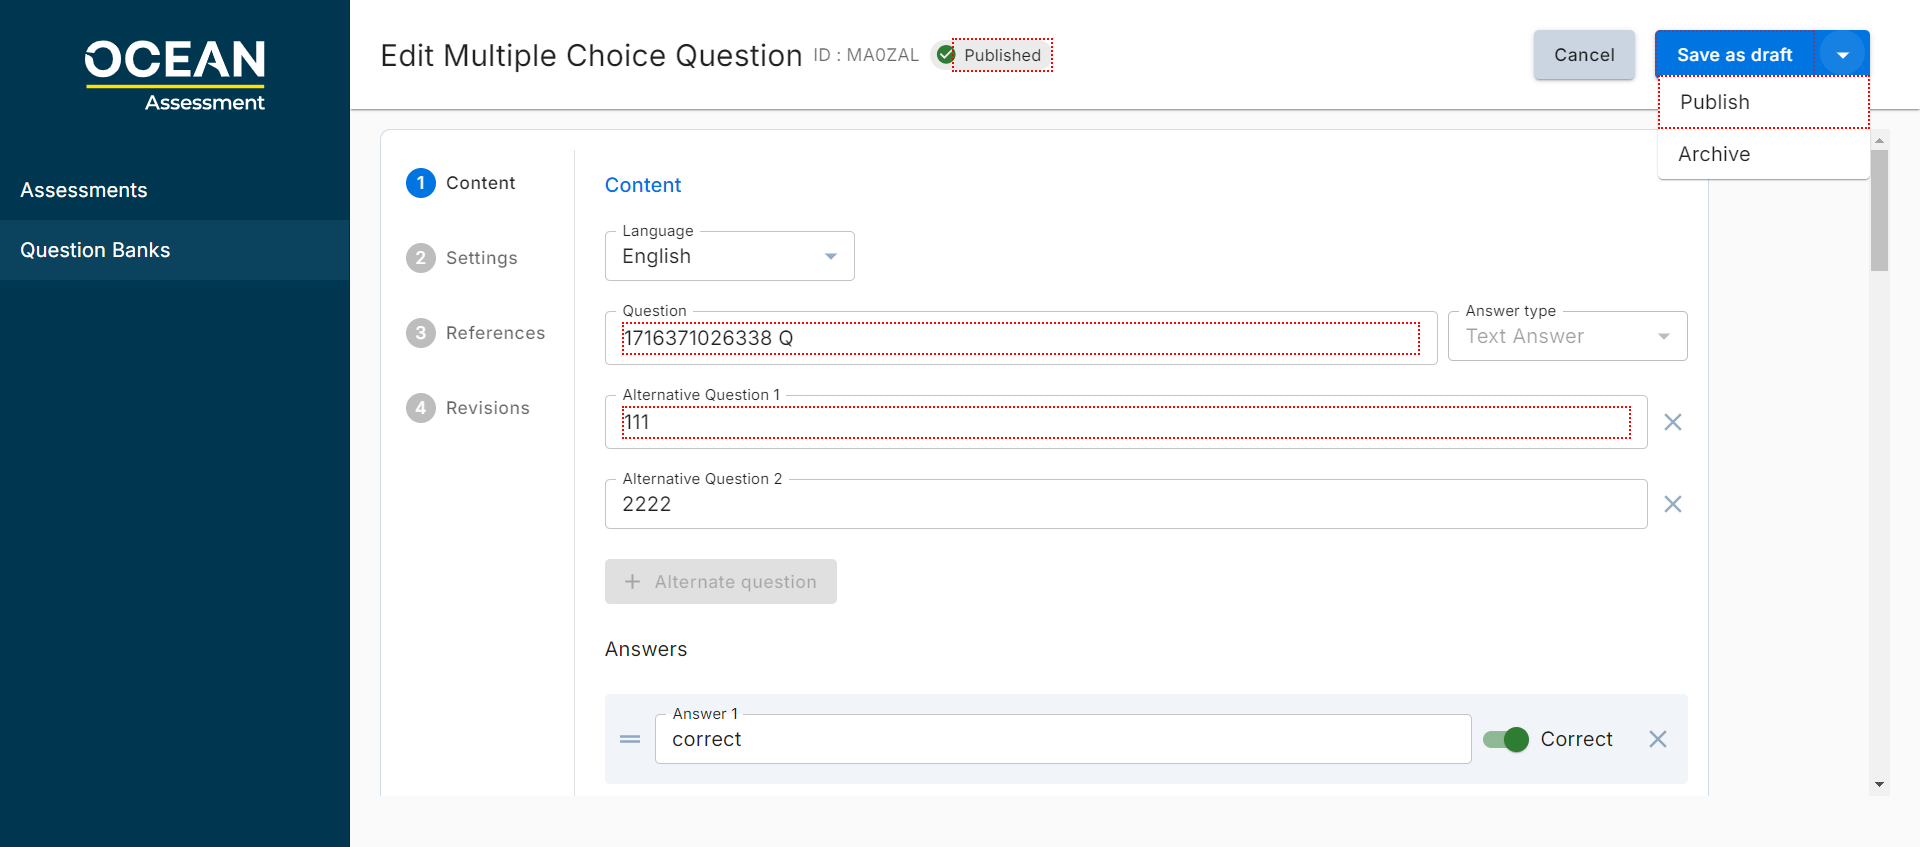 OCEAN
Assessment
Assessments
Question Banks
Edit Multiple Choice Question ID : MA0ZAL Published
Cancel
Save as draft
Publish
Archive
1 Content
2 Settings
3 References
4 Revisions
Content
Language
English
Question
1716371026338 Q
Answer type
Text Answer
Alternative Question 1
111
Alternative Question 2
2222
Alternate question
Answers
Answer 1
correct
Correct